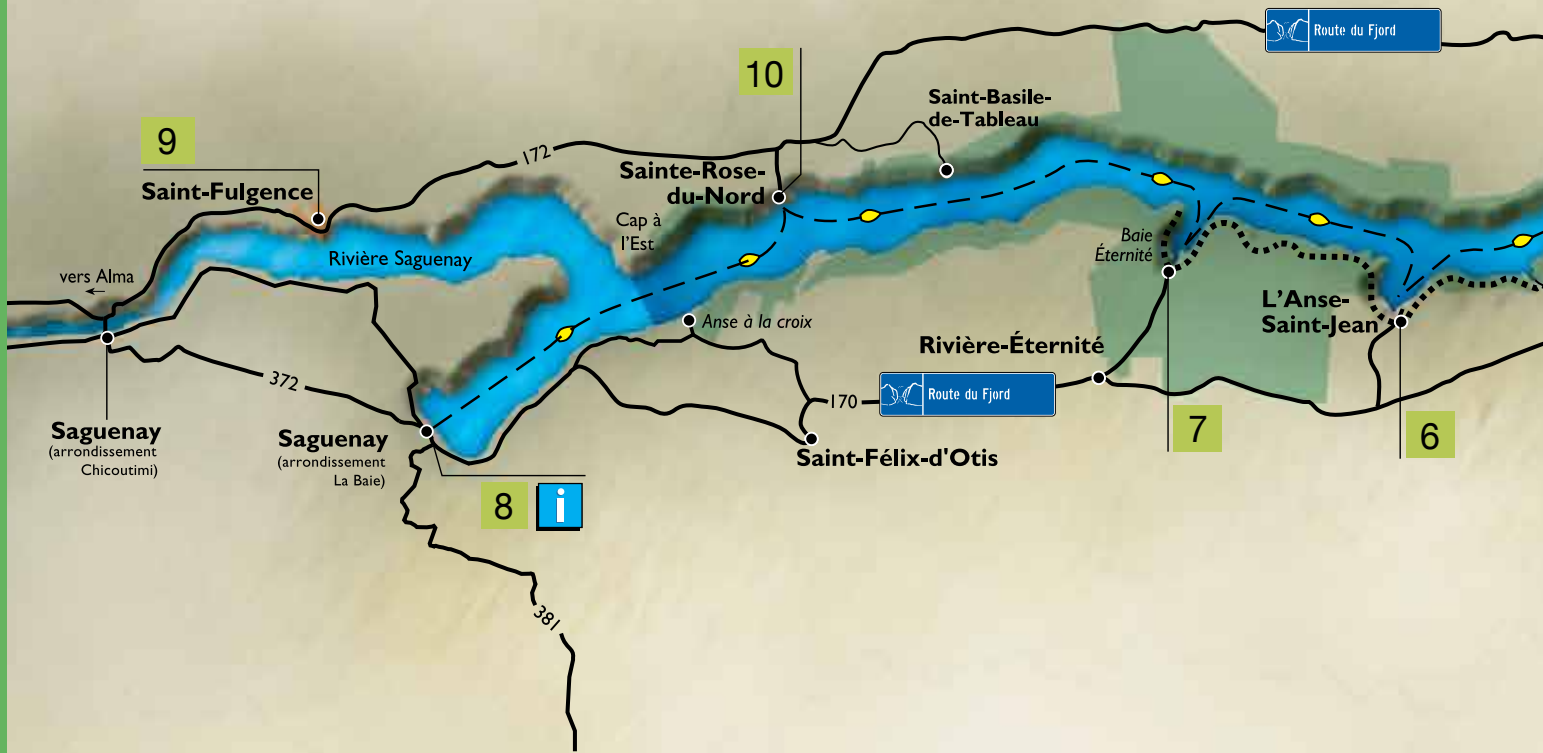 Route du Fjord
10
Saint-Basile-
de-Tableau
9
172
Sainte-Rose-
du-Nord
Saint-Fulgence
Cap à
l'Est
Baie
Éternité
Rivière Saguenay
vers Alma
L'Anse-
Saint-Jean
Anse à la croix
Rivière-Éternité
372
Route du Fjord
170
Saguenay
(arrondissement
Chicoutimi)
Saguenay
(arrondissement
La Baie)
7
6
Saint-Félix-d'Otis
8
i
381